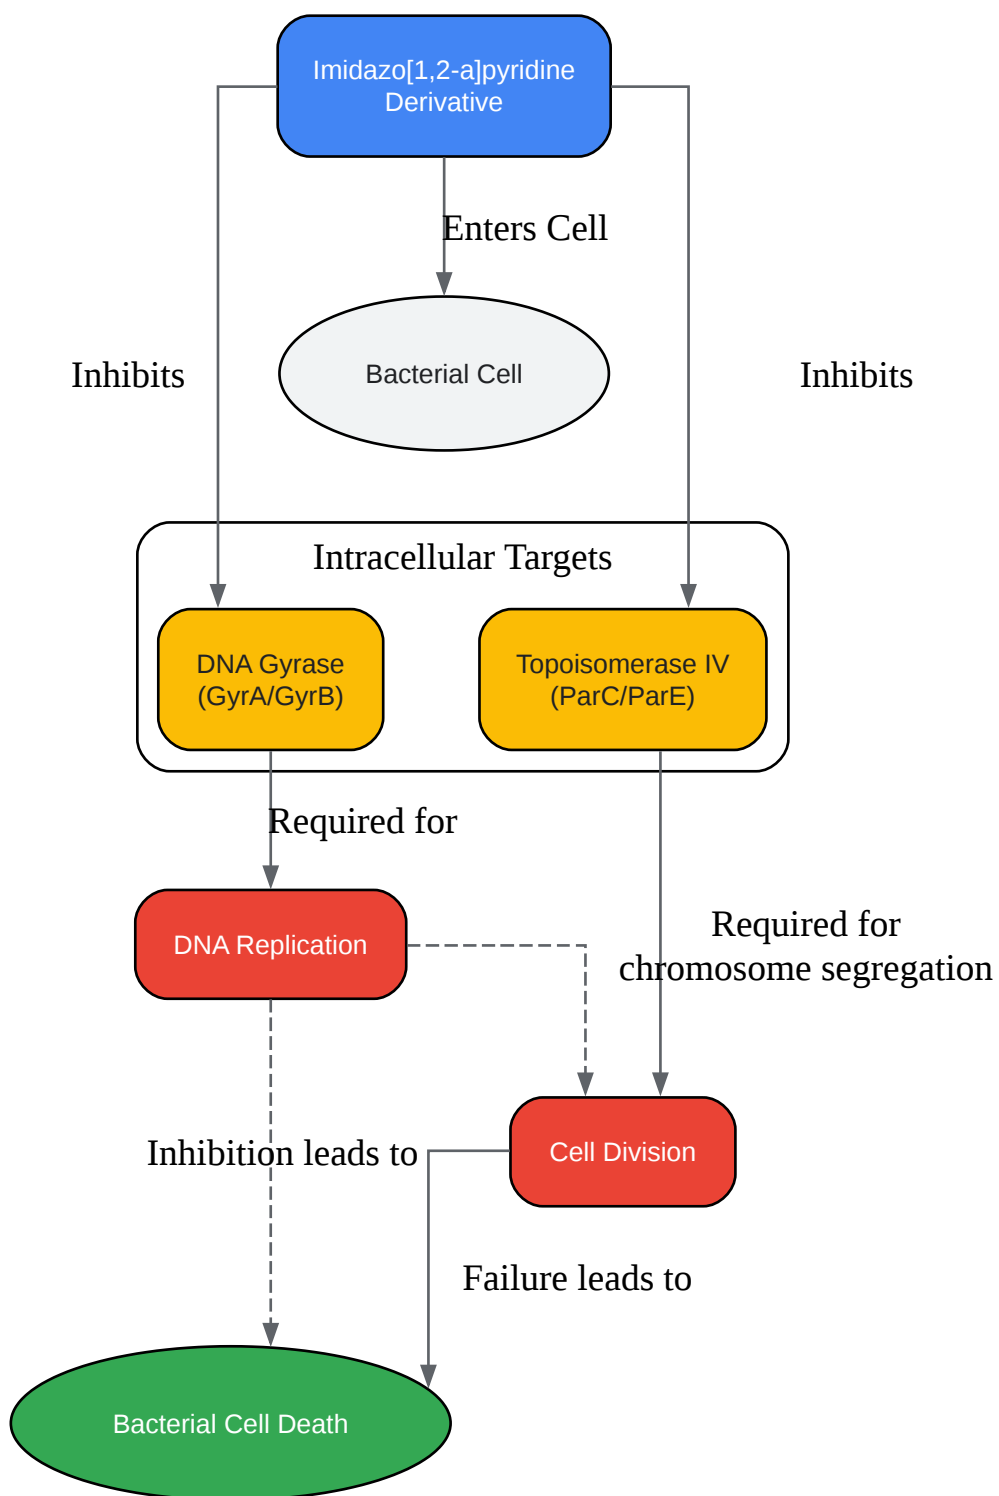 Imidazo[1,2-a]pyridine
Derivative
Enters Cell
Bacterial Cell
Inhibits
Inhibits
Intracellular Targets
DNA Gyrase
(GyrA/GyrB)
Topoisomerase IV
(ParC/ParE)
Required for
DNA Replication
Required for
chromosome segregation
Inhibition leads to
Cell Division
Failure leads to
Bacterial Cell Death